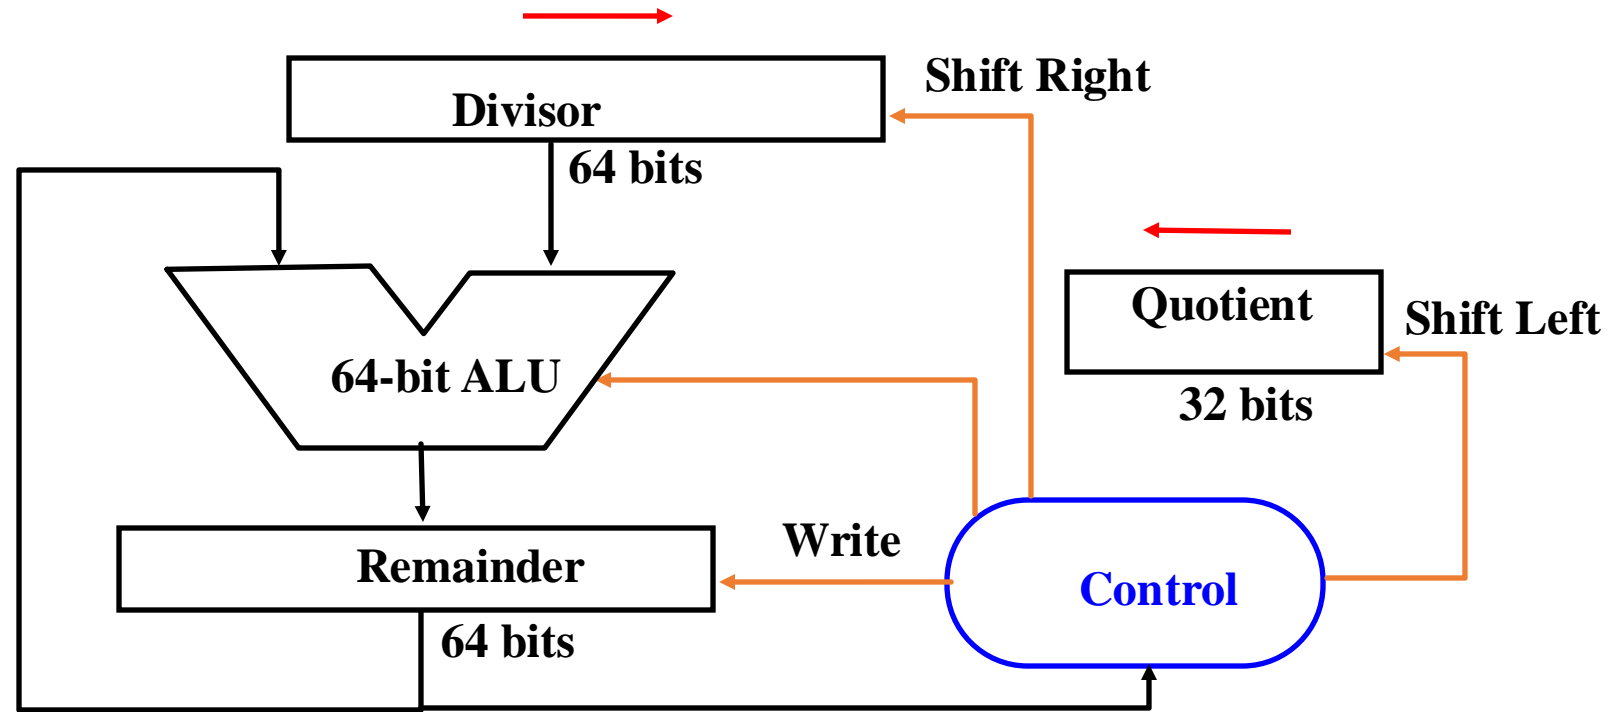 Shift Right
Divisor
64 bits
Quotient
Shift Left
64-bit ALU
32 bits
Write
Remainder
Control
64 bits